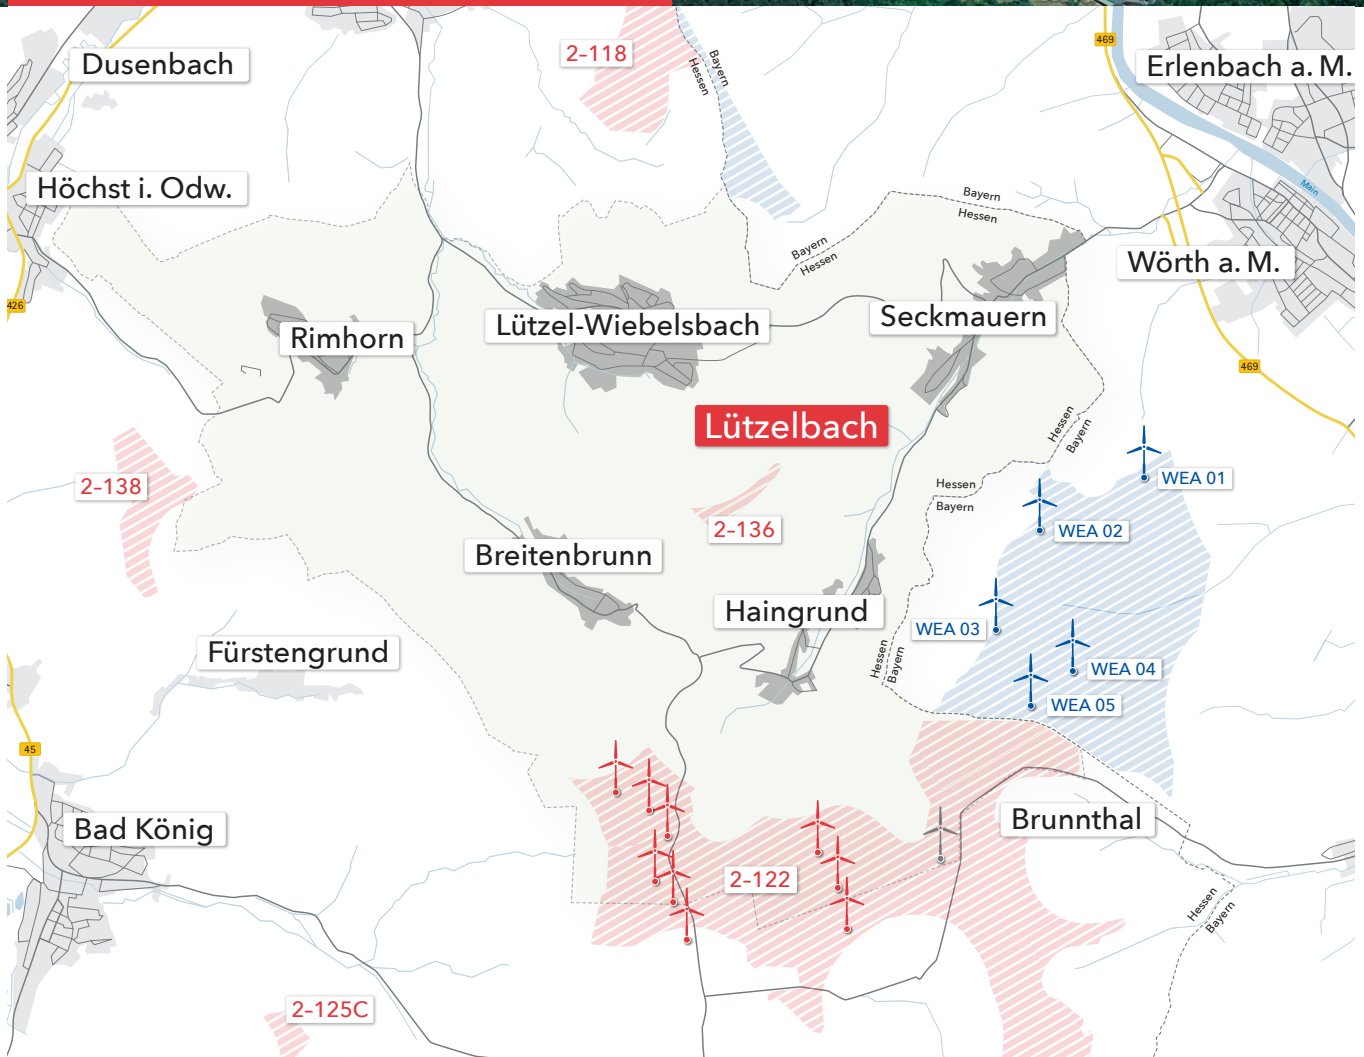 469
Dusenbach
2-118
Bayern
Hessen
Erlenbach a. M.
Höchst i. Odw.
Main
Bayern
Hessen
Bayern
Hessen
Wörth a. M.
426
Rimhorn
Lützel-Wiebelsbach
Seckmauern
469
Lützelbach
Hessen
Bayern
2-138
WEA 01
Hessen
Bayern
2-136
WEA 02
Breitenbrunn
Haingrund
WEA 03
Fürstengrund
Hessen
Bayern
WEA 04
WEA 05
45
Bad König
Brunnthal
2-122
Hessen
Bayern
2-125C